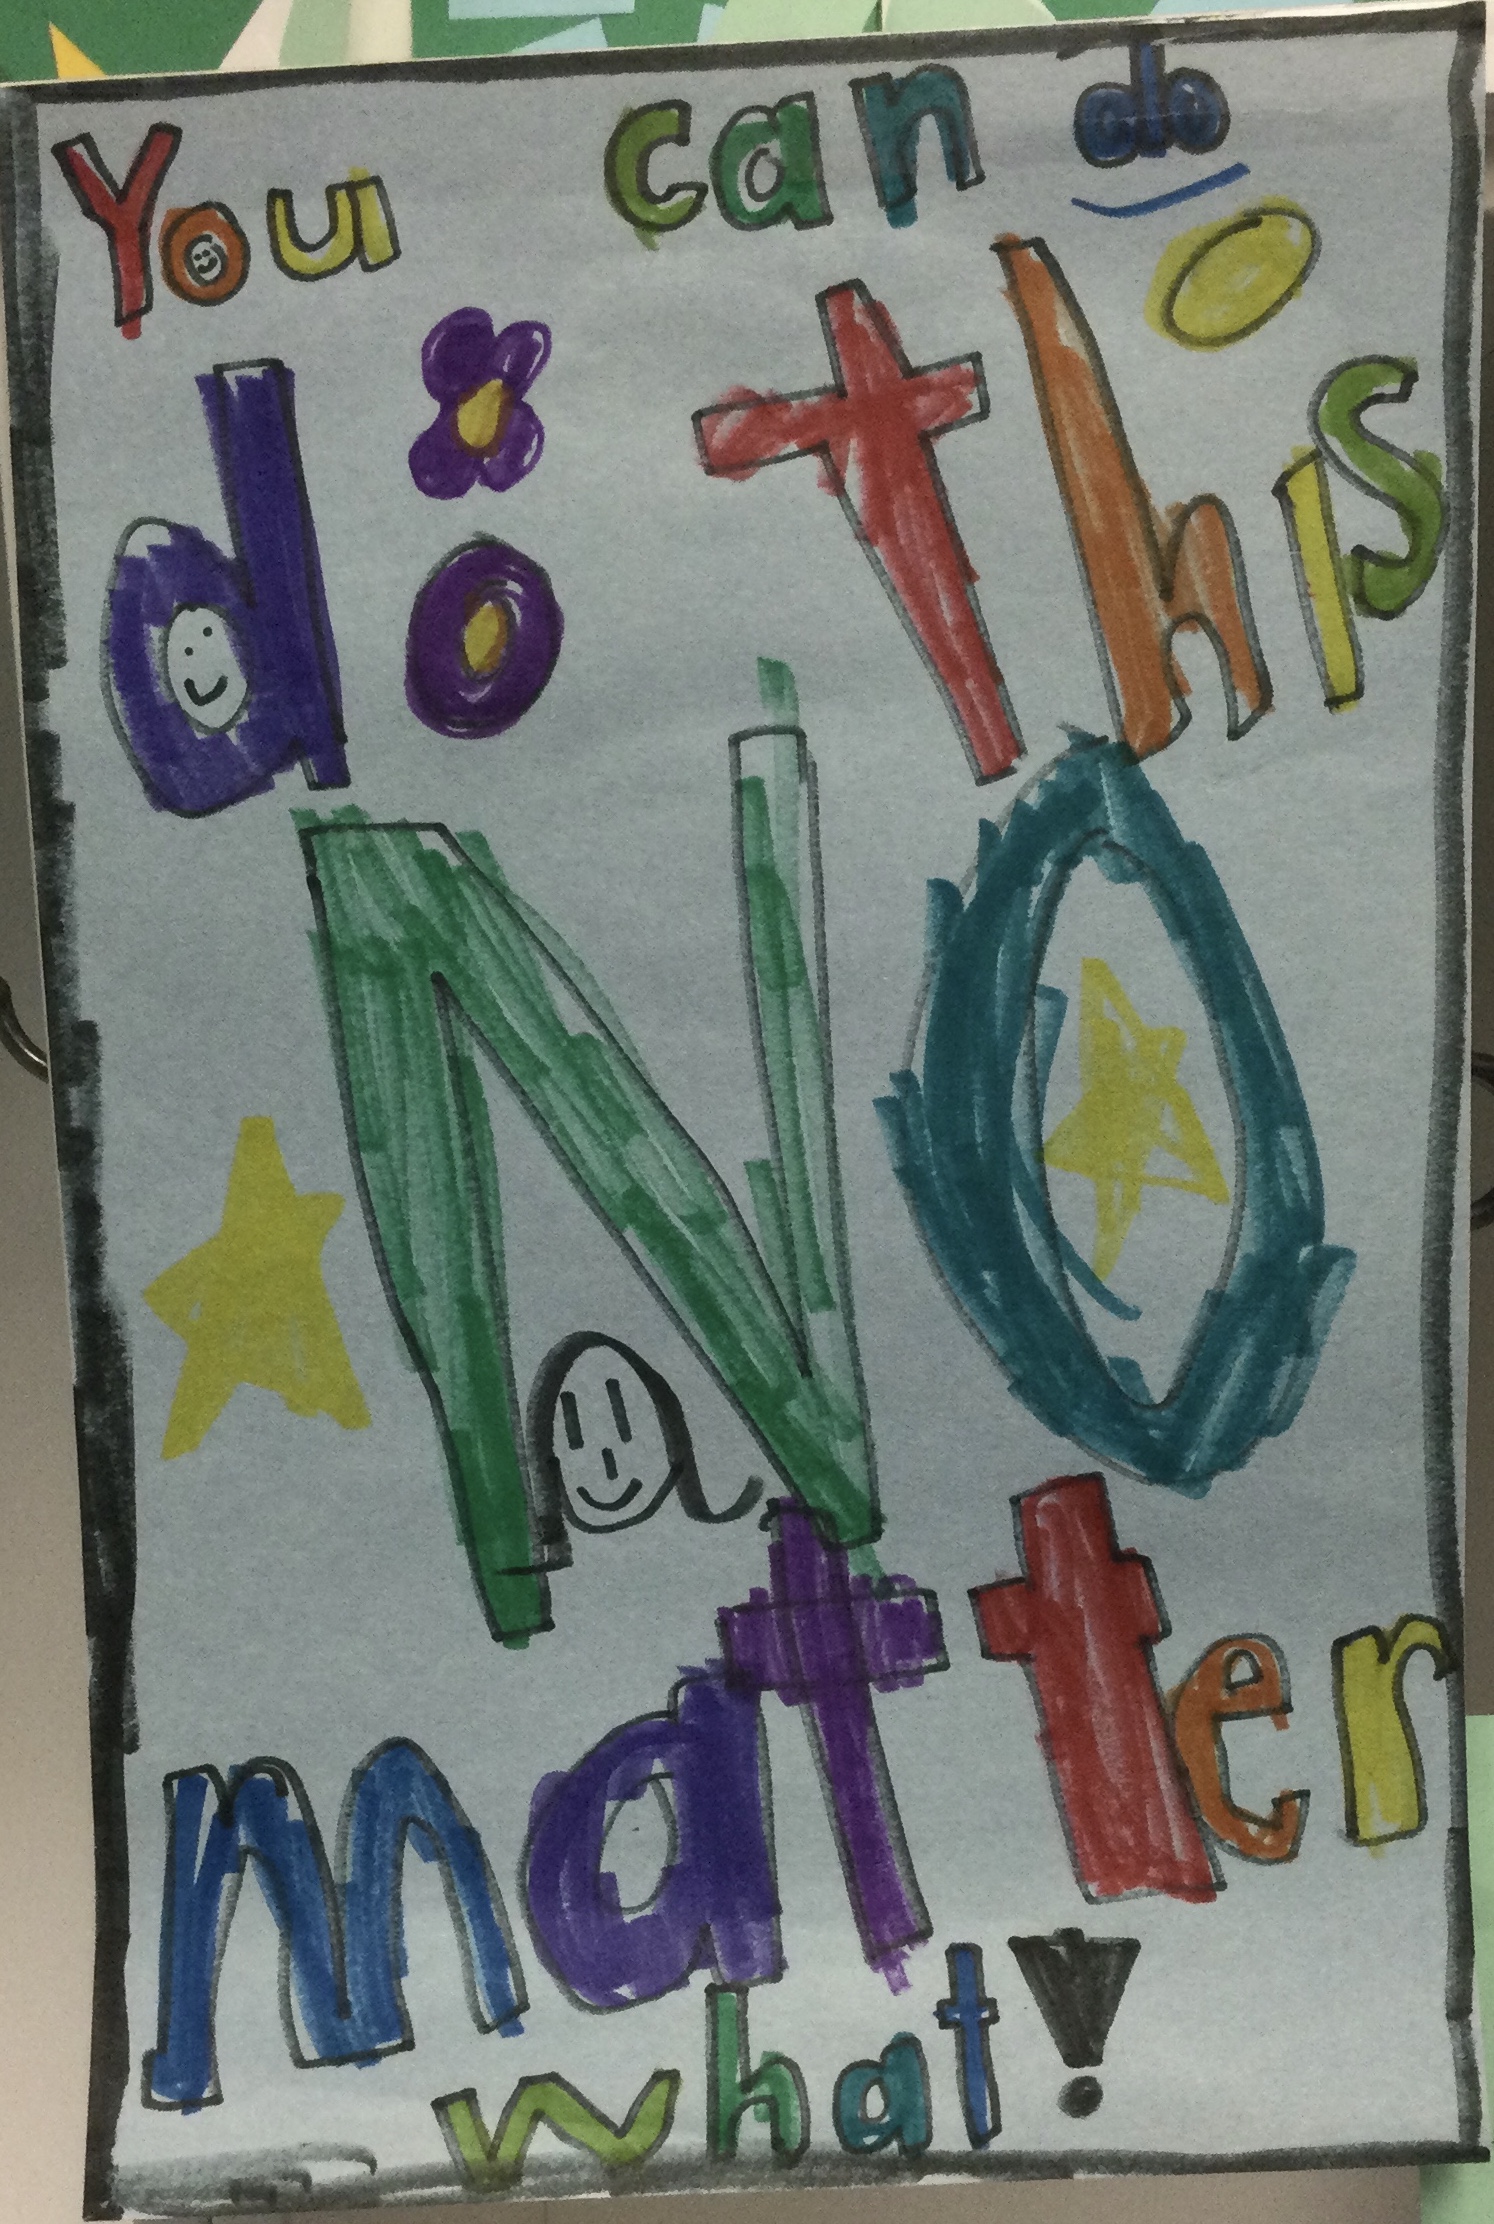 You can do
do this
NO
matter
what!